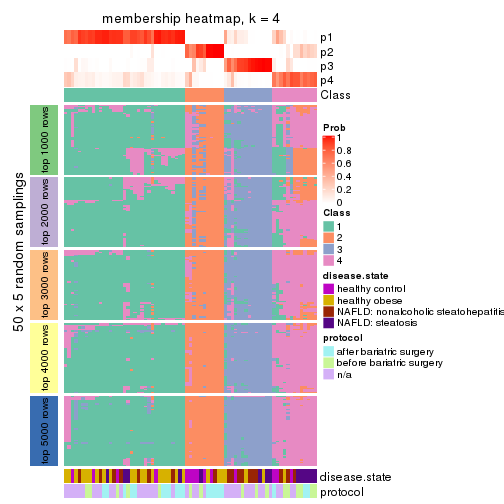 membership heatmap, k = 4
p1
p2
p3
p4
Class
50 x 5 random samplings
top 1000 rows
top 2000 rows
top 3000 rows
top 4000 rows
top 5000 rows
Prob
1
0.8
0.6
0.4
0.2
0
Class
1
2
3
4
disease.state
healthy control
healthy obese
NAFLD: nonalcoholic steatohepatitis
NAFLD: steatosis
protocol
after bariatric surgery
before bariatric surgery
n/a
disease.state
protocol